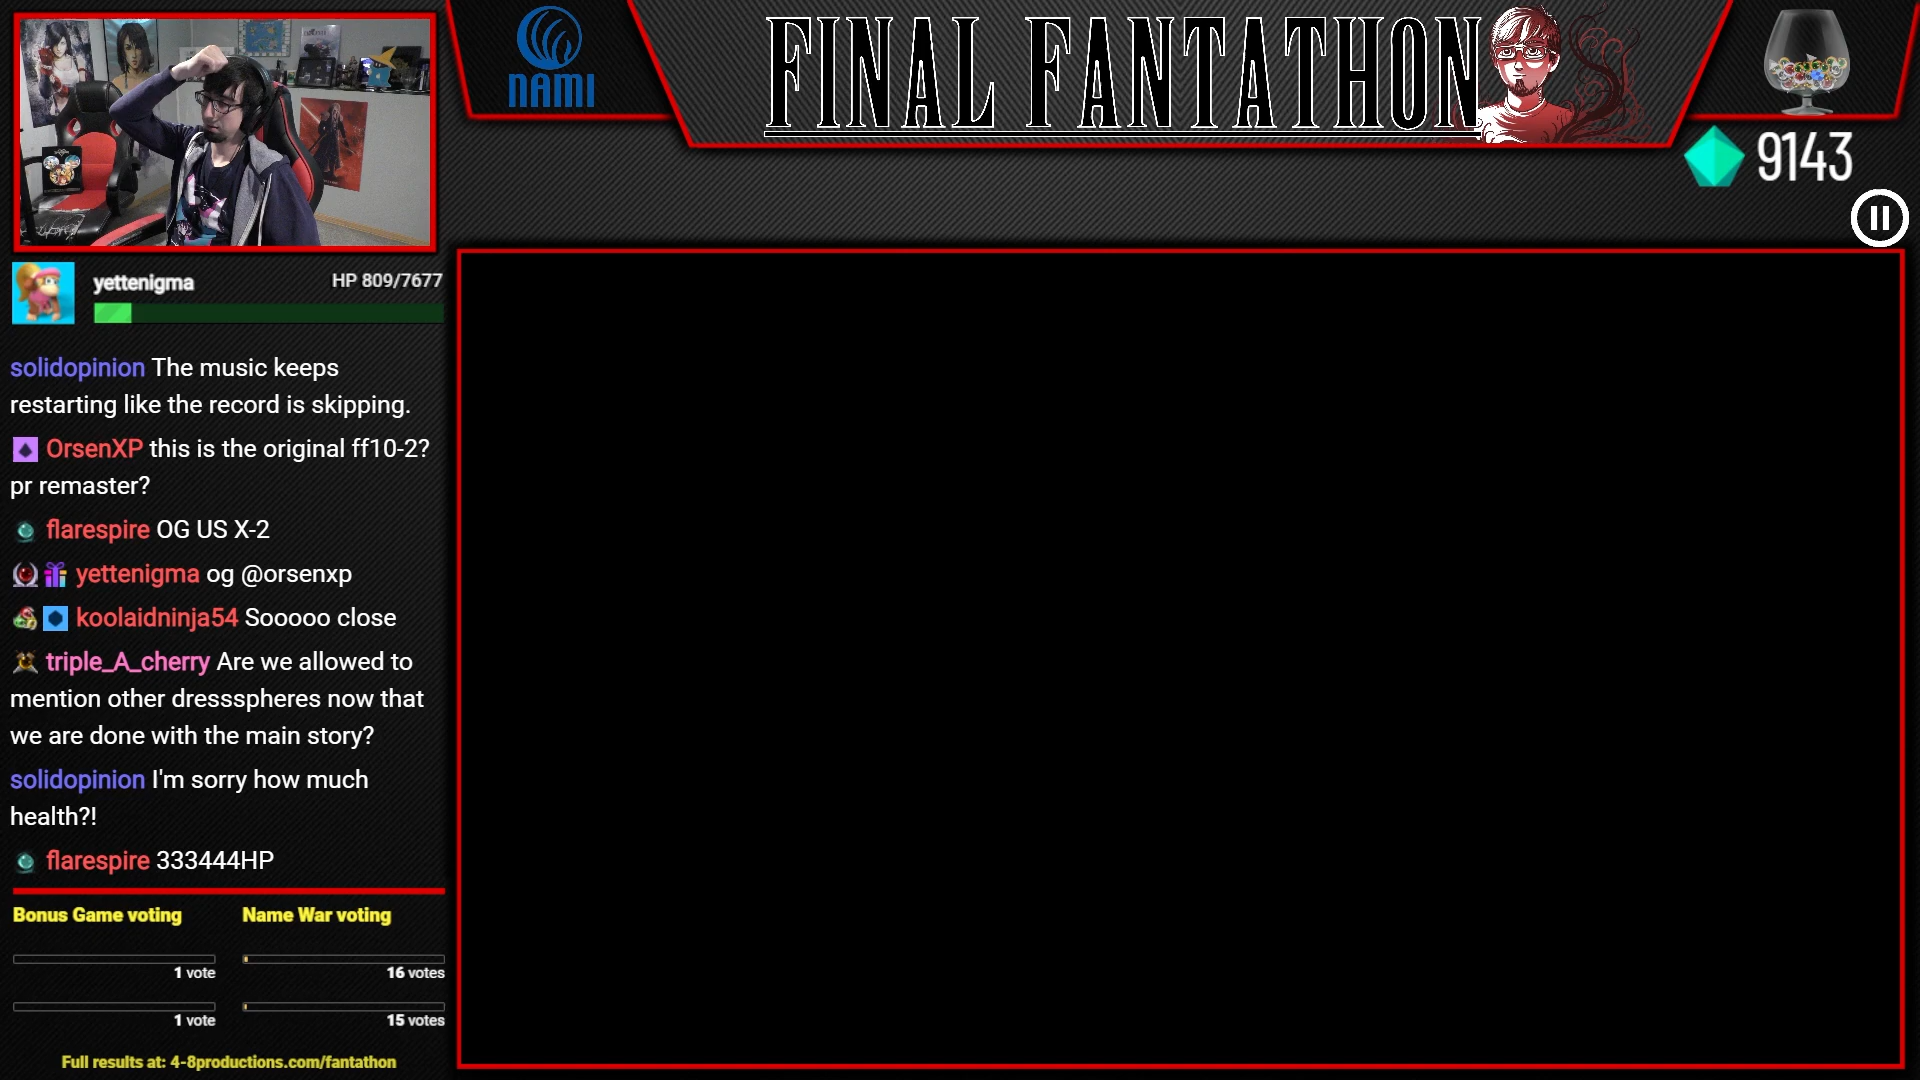 NAMI
FINAL FANTATHON
9143
yettenigma
HP 809/7677
solidopinion The music keeps
restarting like the record is skipping.
OrsenXP this is the original ff10-2?
pr remaster?
flarespire OG US X-2
yettenigma og @orsenxp
koolaidninja54 Sooooo close
triple_A_cherry Are we allowed to
mention other dressspheres now that
we are done with the main story?
solidopinion I'm sorry how much
health?!
flarespire 333444HP
Bonus Game voting
Name War voting
1 vote
16 votes
1 vote
15 votes
Full results at: 4-8productions.com/fantathon